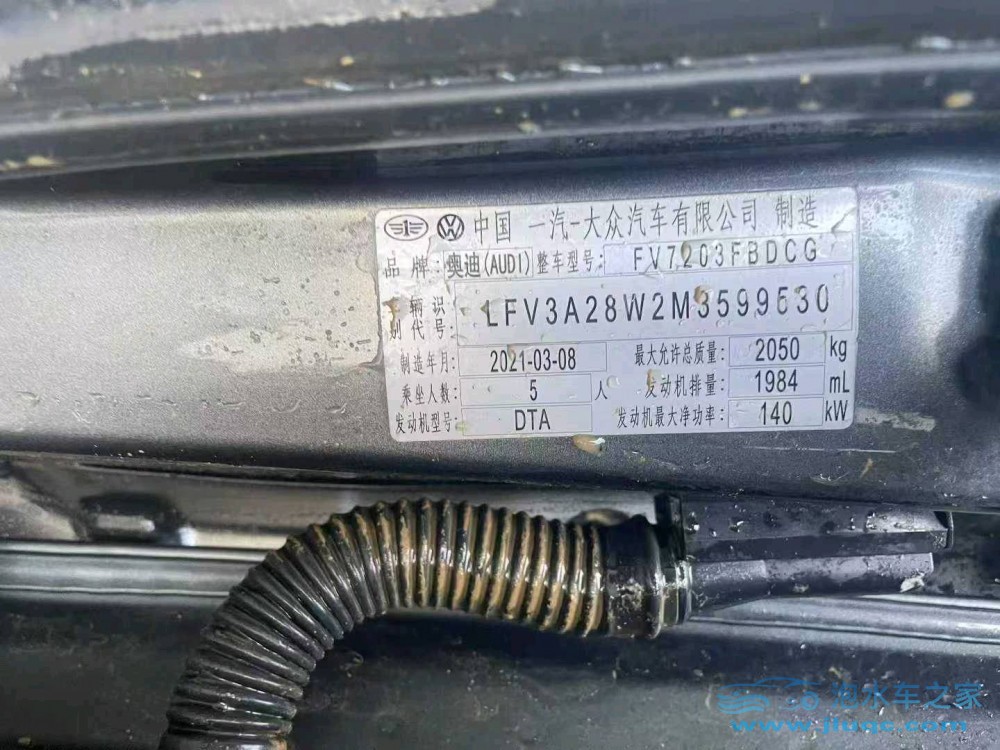 中国 一汽-大众汽车有限公司 制造
品牌: 奥迪(AUDI) 整车型号: FV7203FBDCG
车辆识别代号: LFV3A28W2M3599630
制造年月: 2021-03-08 最大允许总质量: 2050 kg
乘坐人数: 5 人 发动机排量: 1984 mL
发动机型号: DTA 发动机最大净功率: 140 kW
泡水车之家
www.jluqc.com